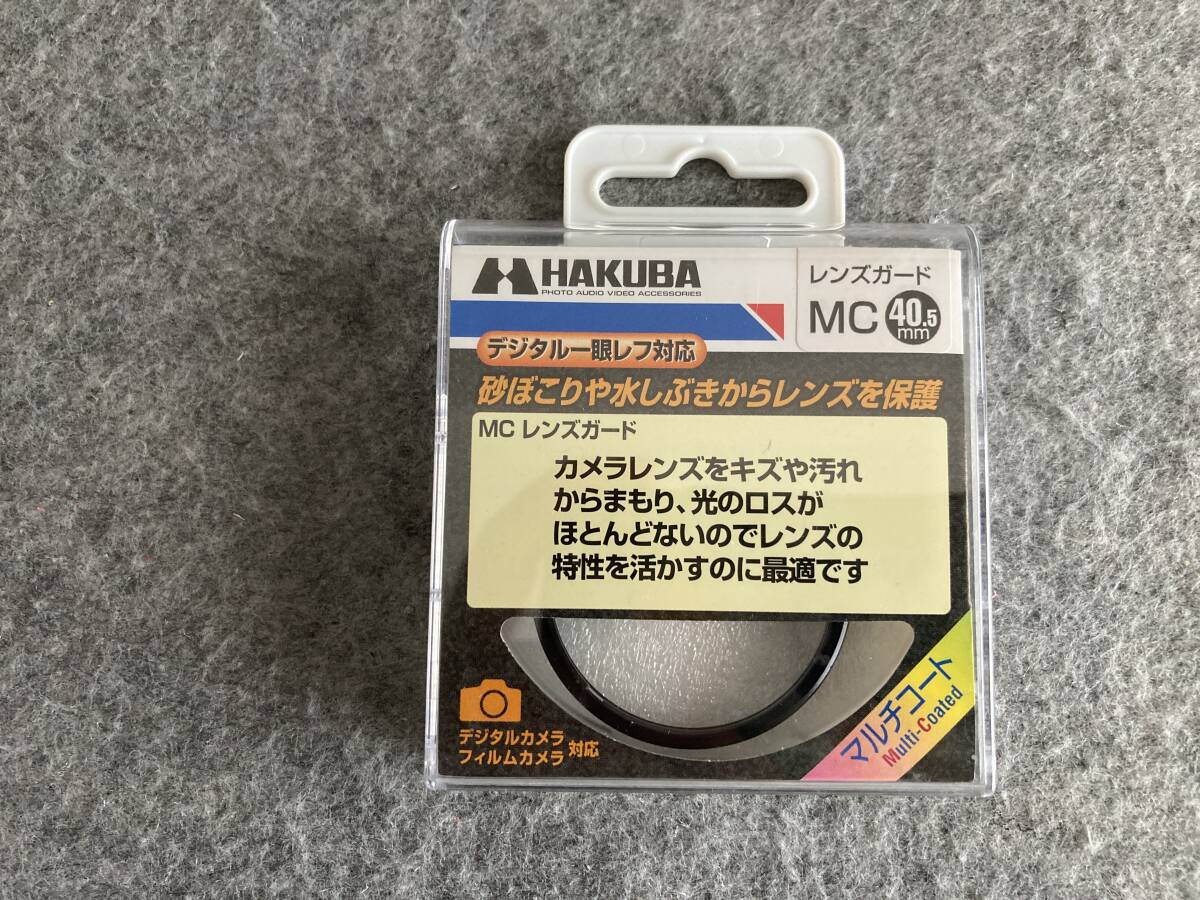 HAKUBA
PHOTO AUDIO VIDEO ACCESSORIES
レンズガード
MC 40.5
mm
デジタル一眼レフ対応
砂ぼこりや水しぶきからレンズを保護
MC レンズガード
カメラレンズをキズや汚れ
からまもり、光のロスが
ほとんどないのでレンズの
特性を活かすのに最適です
デジタルカメラ
フィルムカメラ
対応
マルチコート
Multi-Coated